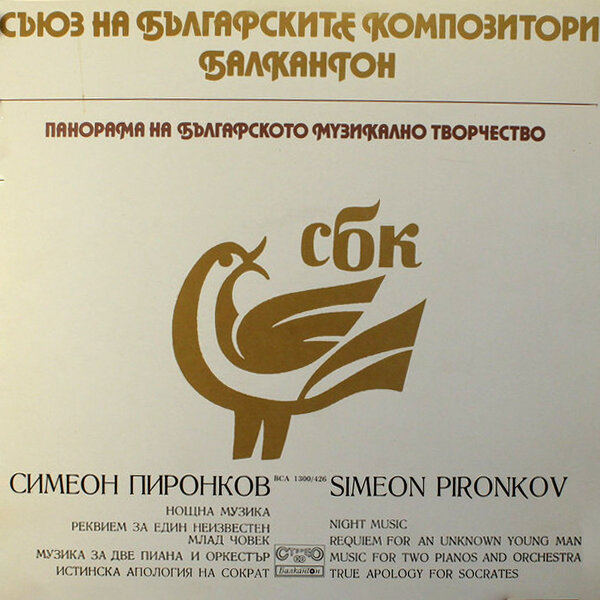 СЪЮЗ НА БЪЛГАРСКИТЕ КОМПОЗИТОРИ
БАЛКАНТОН
ПАНОРАМА НА БЪЛГАРСКОТО МУЗИКАЛНО ТВОРЧЕСТВО
сбк
СИМЕОН ПИРОНКОВ
ВСА 1300/426
SIMEON PIRONKOV
НОЩНА МУЗИКА
РЕКВИЕМ ЗА ЕДИН НЕИЗВЕСТЕН
МЛАД ЧОВЕК
МУЗИКА ЗА ДВЕ ПИАНА И ОРКЕСТЪР
ИСТИНСКА АПОЛОГИЯ НА СОКРАТ
СТЕРЕО
Балкантон
NIGHT MUSIC
REQUIEM FOR AN UNKNOWN YOUNG MAN
MUSIC FOR TWO PIANOS AND ORCHESTRA
TRUE APOLOGY FOR SOCRATES